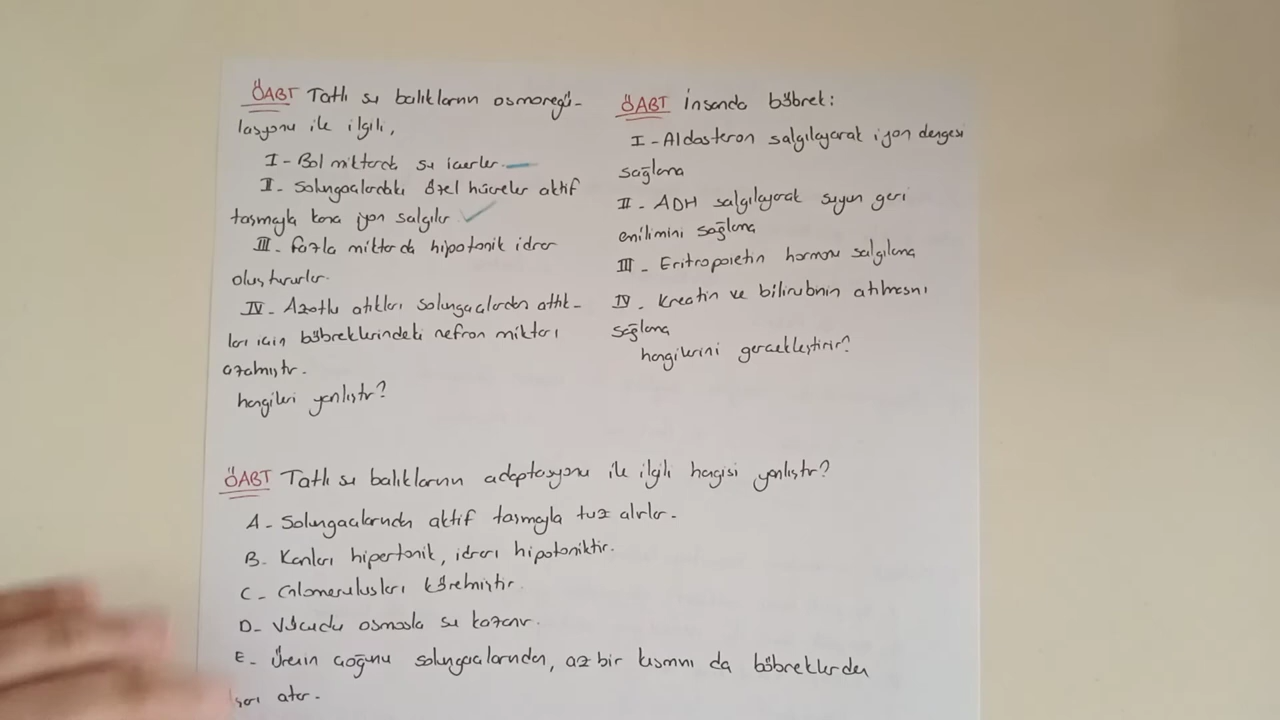 ÖABT Tatlı su balıklarının osmoregü-
lasyonu ile ilgili,
I - Bol miktarda su içerler.
II - Solungaçlardaki özel hücreler aktif
taşımayla kana iyon salgılar
III - Fazla miktarda hipotonik idrar
oluştururlar.
IV - Azotlu atıkları solungaçlardan attık-
ları için böbreklerindeki nefron miktarı
azalmıştır.
hangileri yanlıştır?
ÖABT İnsanda böbrek:
I - Aldosteron salgılayarak iyon dengesi
sağlama
II - ADH salgılayarak suyun geri
emilimini sağlama
III - Eritropoietin hormonu salgılama
IV - Kreatin ve bilirubinin atılmasını
sağlama
hangilerini gerçekleştirir?
ÖABT Tatlı su balıklarının adaptasyonu ile ilgili hangisi yanlıştır?
A - Solungaçlarından aktif taşımayla tuz alırlar.
B - Kanları hipertonik, idrarı hipotoniktir.
C - Glomerulusları körelmiştir.
D - Vücudu osmozla su kazanır.
E - Ürenin çoğunu solungaçlarından, az bir kısmını da böbreklerden
atar.